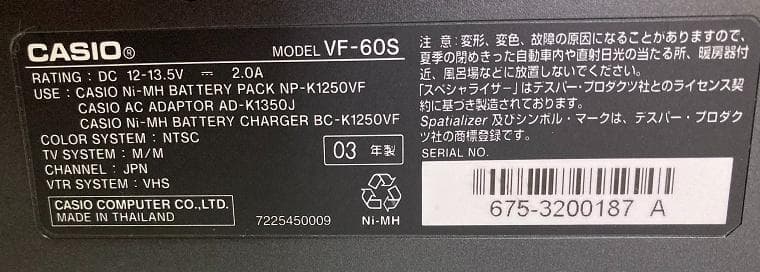 CASIO®
MODEL VF-60S
RATING : DC 12-13.5V ⎓ 2.0A
USE : CASIO Ni-MH BATTERY PACK NP-K1250VF
CASIO AC ADAPTOR AD-K1350J
CASIO Ni-MH BATTERY CHARGER BC-K1250VF
COLOR SYSTEM : NTSC
TV SYSTEM : M/M
CHANNEL : JPN
VTR SYSTEM : VHS
03 年製
CASIO COMPUTER CO.,LTD.
MADE IN THAILAND
7225450009
Ni-MH
注 意 : 変形、変色、故障の原因になることがありますので、
夏季の閉めきった自動車内や直射日光の当たる所、暖房器付
近、風呂場などに放置しないでください。
「スペシャライザー」はデスパー・プロダクツ社とのライセンス契
約に基づき製造されております。
Spatializer 及びシンボル・マークは、デスパー・プロダク
ツ社の商標登録です。
SERIAL NO.
675-3200187 A